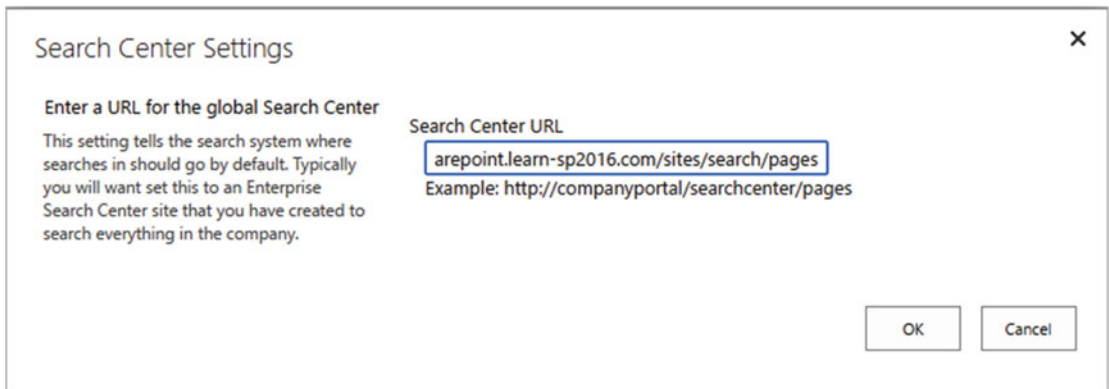 Search Center Settings
Enter a URL for the global Search Center
This setting tells the search system where
searches in should go by default. Typically
you will want set this to an Enterprise
Search Center site that you have created to
search everything in the company.
Search Center URL
arepoint.learn-sp2016.com/sites/search/pages
Example: http://companyportal/searchcenter/pages
OK
Cancel